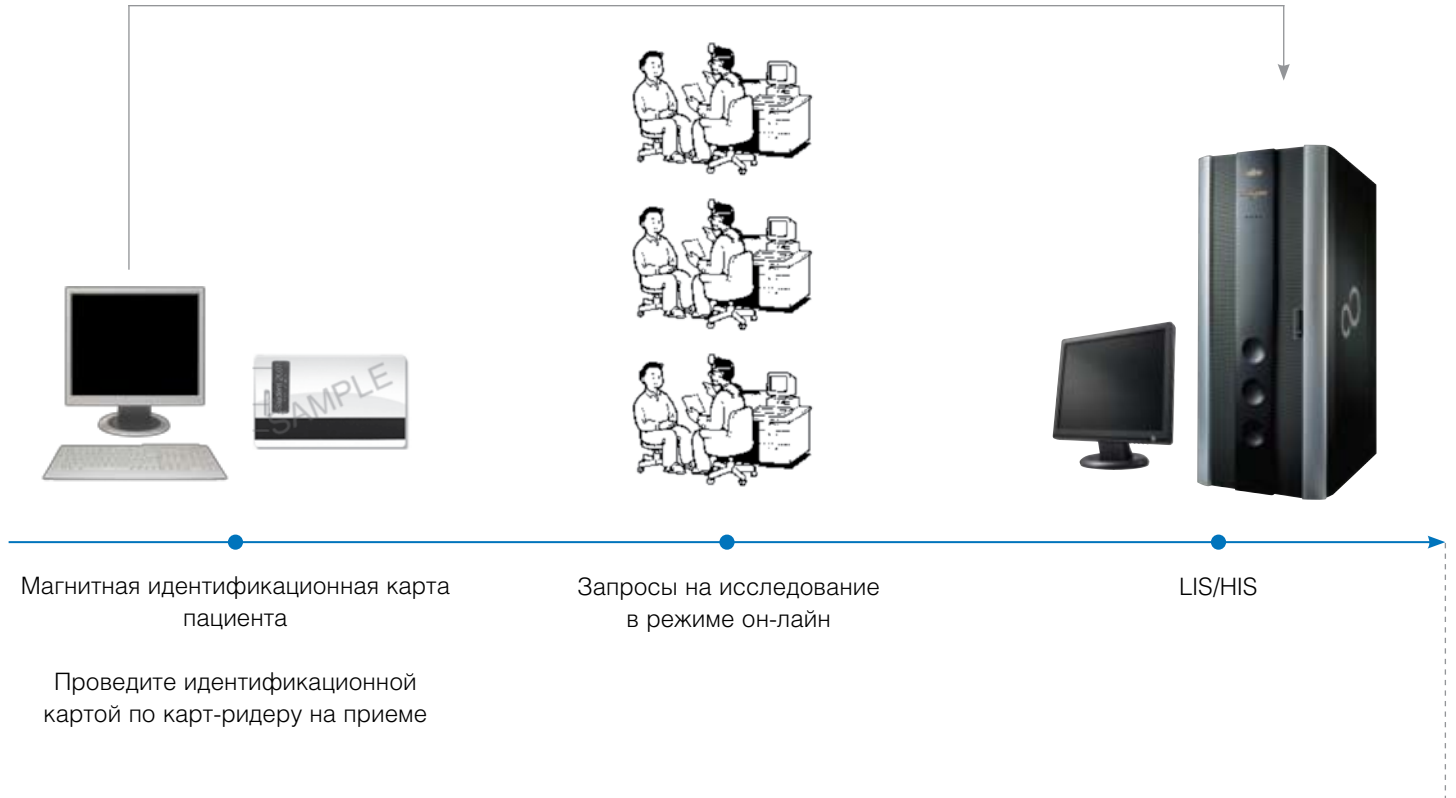 SAMPLE
Магнитная идентификационная карта
пациента
Запросы на исследование
в режиме он-лайн
LIS/HIS
Проведите идентификационной
картой по карт-ридеру на приеме